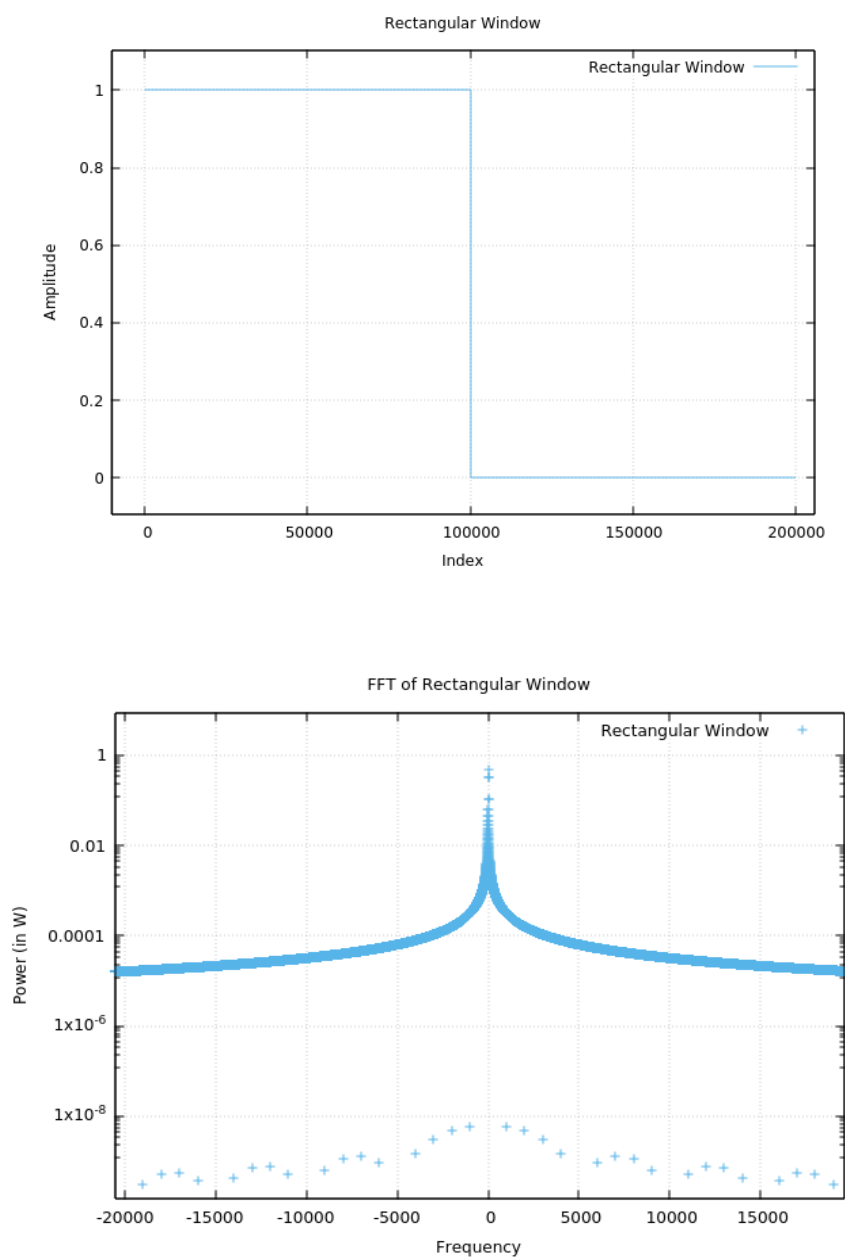 Rectangular Window
Rectangular Window
1
0.8
0.6
0.4
0.2
0
Amplitude
0 50000 100000 150000 200000
Index
FFT of Rectangular Window
Rectangular Window
1
0.01
0.0001
1x10⁻⁶
1x10⁻⁸
Power (in W)
-20000 -15000 -10000 -5000 0 5000 10000 15000
Frequency